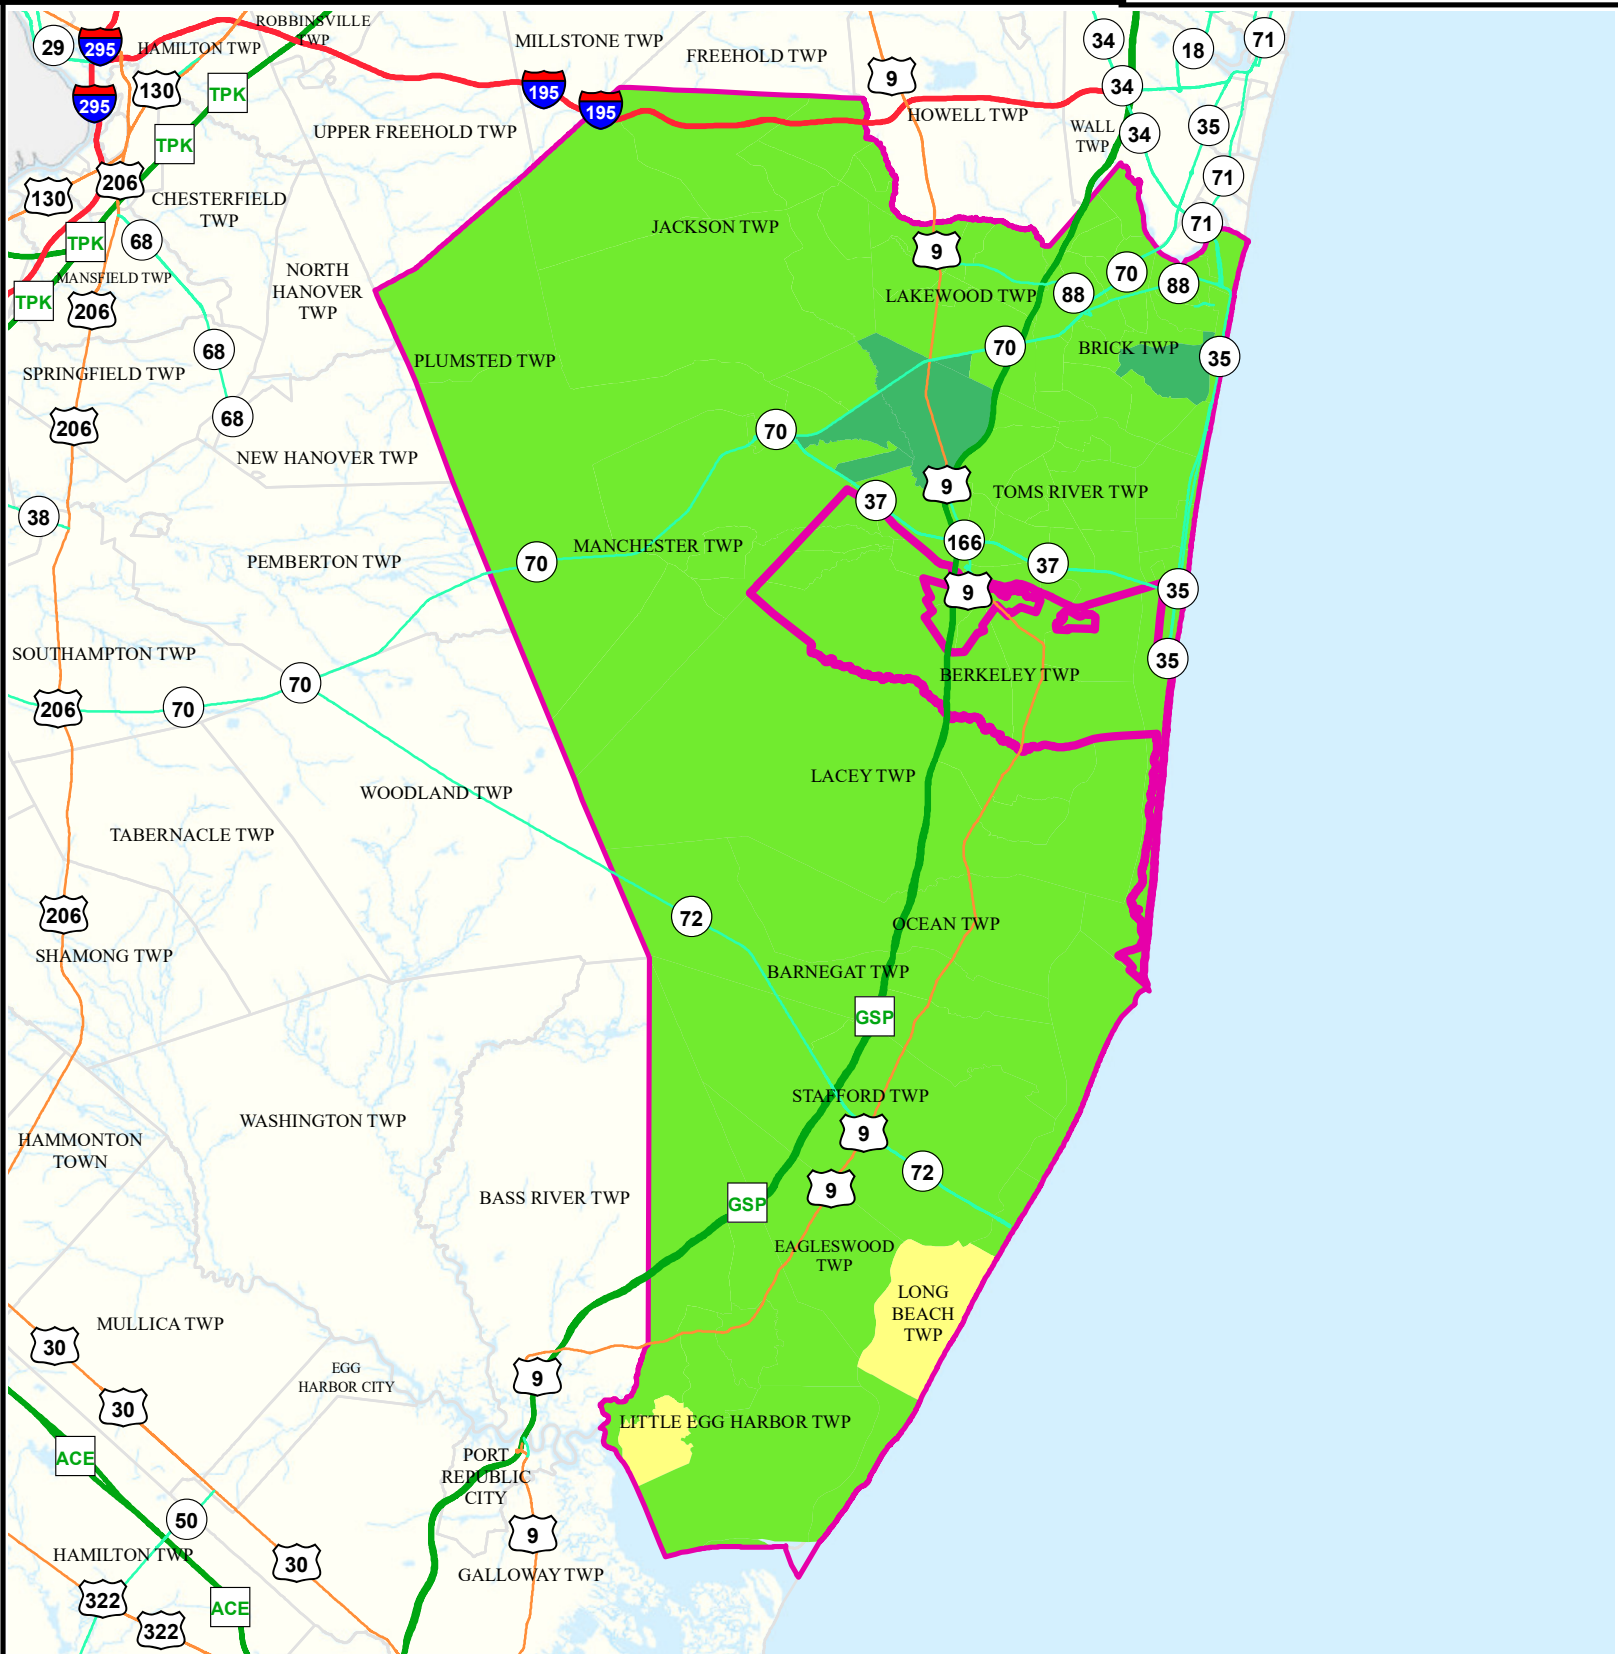 ROBBINSVILLE
TWP
29
295
HAMILTON TWP
MILLSTONE TWP
FREEHOLD TWP
34
18
71
295
130
TPK
195
195
9
34
HOWELL TWP
UPPER FREEHOLD TWP
TPK
WALL
TWP
34
35
130
206
CHESTERFIELD
TWP
71
JACKSON TWP
71
TPK
68
9
MANSFIELD TWP
NORTH
HANOVER
TWP
70
88
TPK
206
LAKEWOOD TWP
88
68
PLUMSTED TWP
70
BRICK TWP
35
SPRINGFIELD TWP
68
206
70
NEW HANOVER TWP
9
TOMS RIVER TWP
37
38
MANCHESTER TWP
166
PEMBERTON TWP
70
37
9
35
SOUTHAMPTON TWP
35
70
BERKELEY TWP
206
70
LACEY TWP
WOODLAND TWP
TABERNACLE TWP
206
72
OCEAN TWP
SHAMONG TWP
BARNEGAT TWP
GSP
STAFFORD TWP
WASHINGTON TWP
9
HAMMONTON
TOWN
72
9
BASS RIVER TWP
GSP
EAGLESWOOD
TWP
LONG
BEACH
TWP
MULLICA TWP
30
EGG
HARBOR CITY
9
30
LITTLE EGG HARBOR TWP
ACE
PORT
REPUBLIC
CITY
50
9
HAMILTON TWP
30
GALLOWAY TWP
322
ACE
322